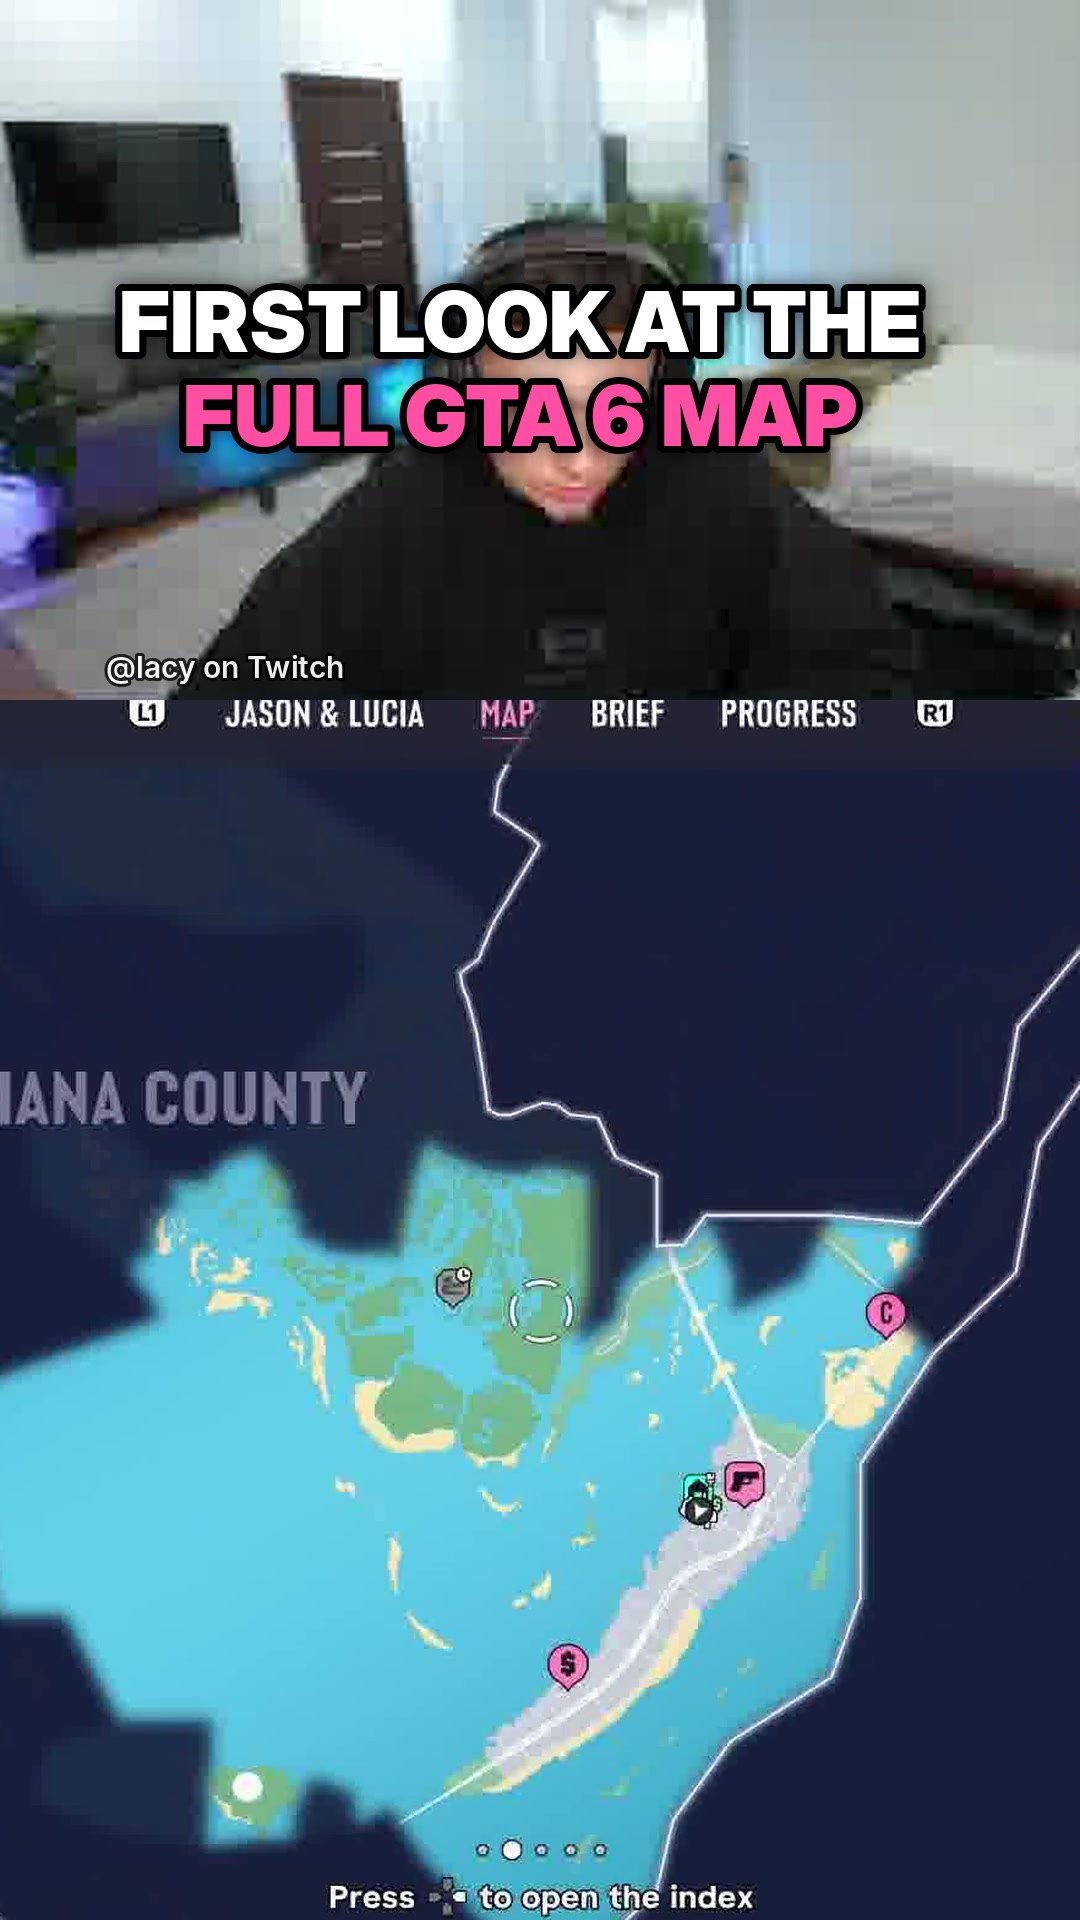 FIRST LOOK AT THE
FULL GTA 6 MAP
@lacy on Twitch
L1 JASON & LUCIA MAP BRIEF PROGRESS R1
IANA COUNTY
C
$
Press to open the index